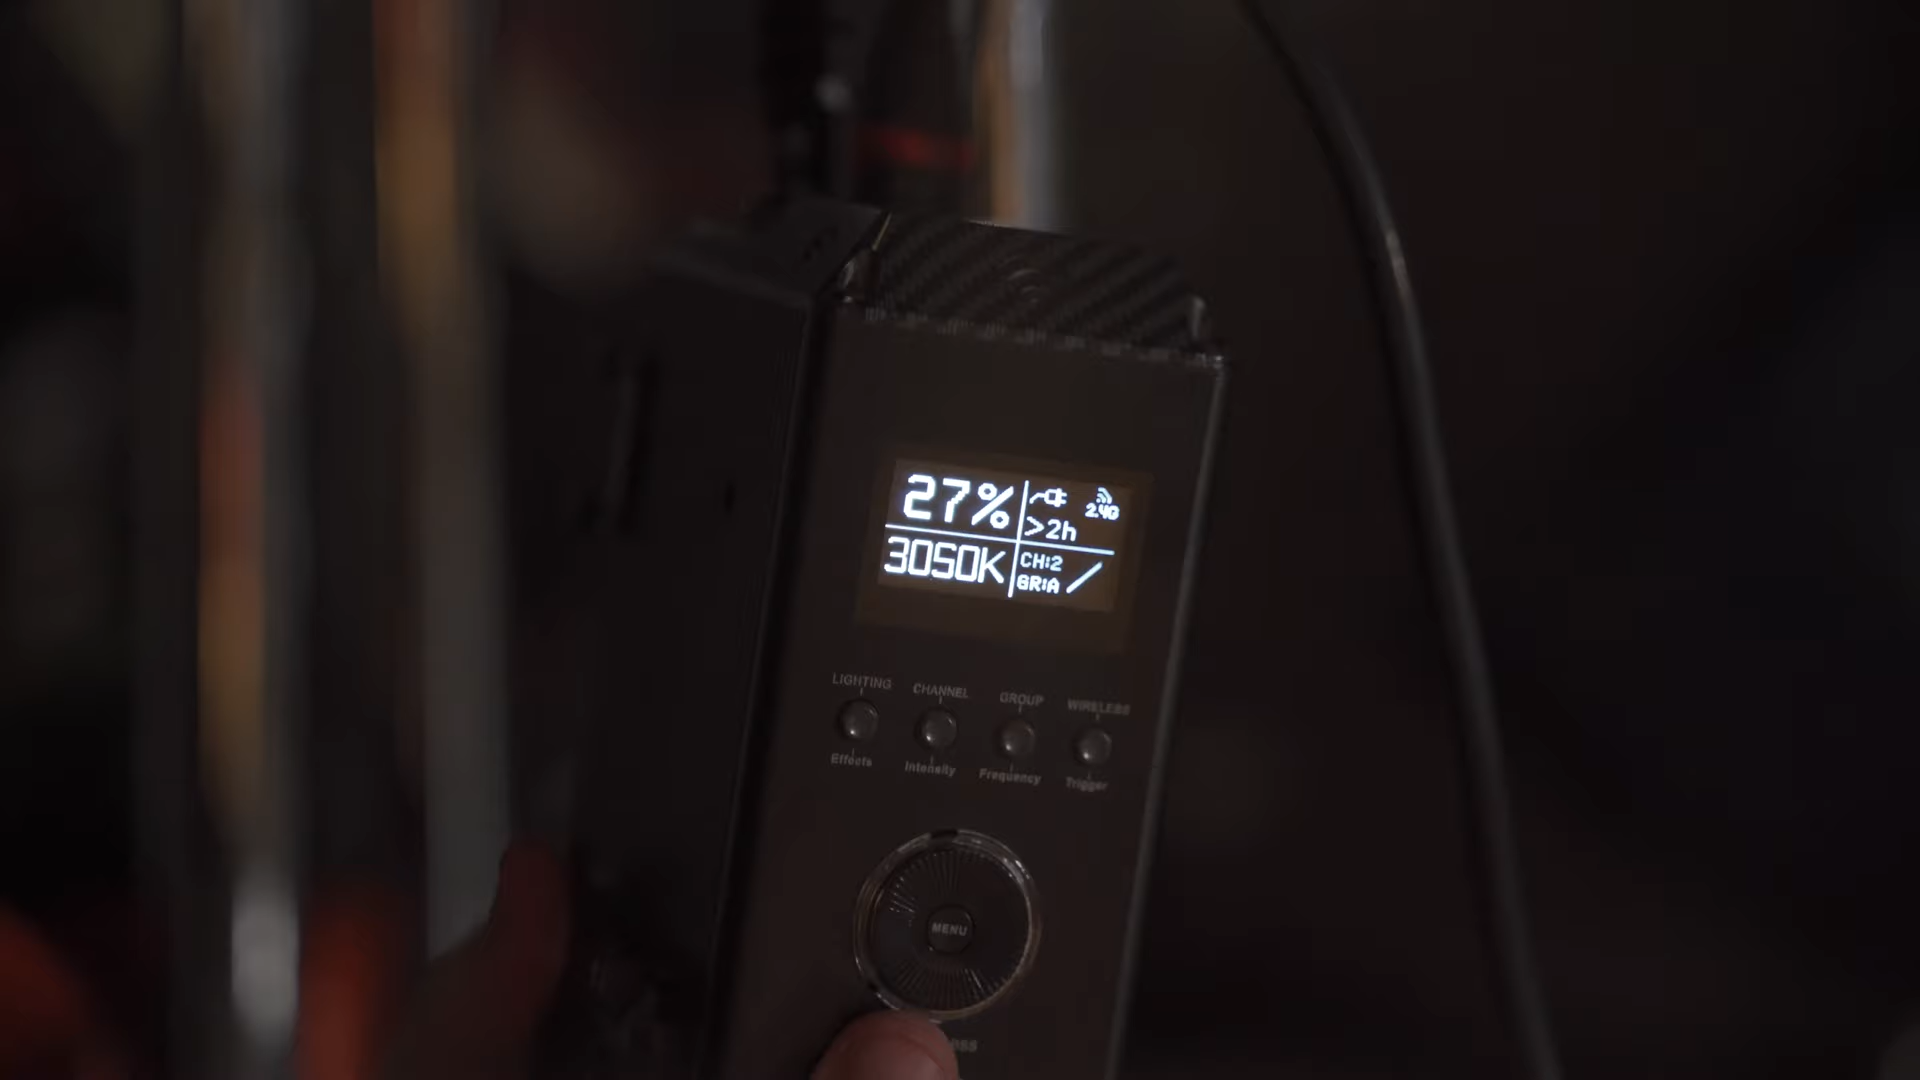 27%
2.4G
>2h
3050K
CH:2
GR:A
LIGHTING CHANNEL GROUP WIRELESS
Effects Intensity Frequency Trigger
MENU